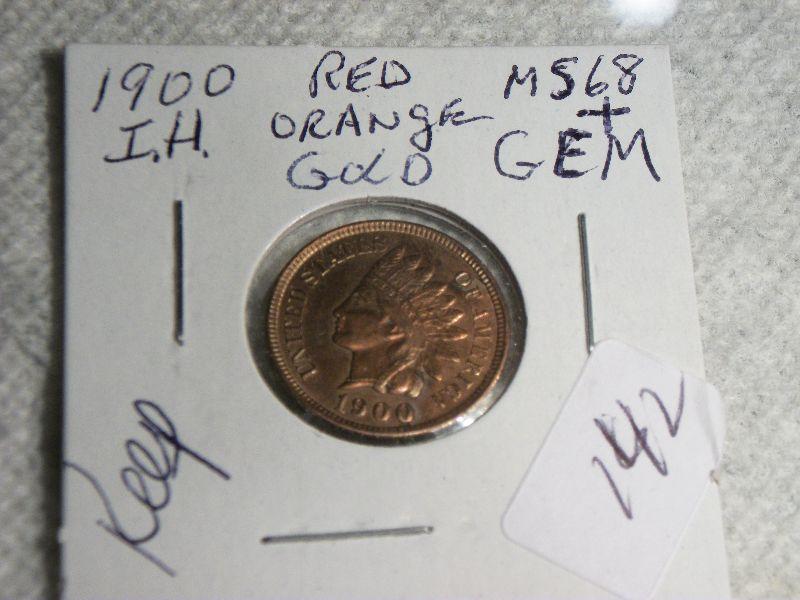 1900 RED MS68
I.H. ORANGE +
GOLD GEM
UNITED STATES OF AMERICA
1900
Keep
142